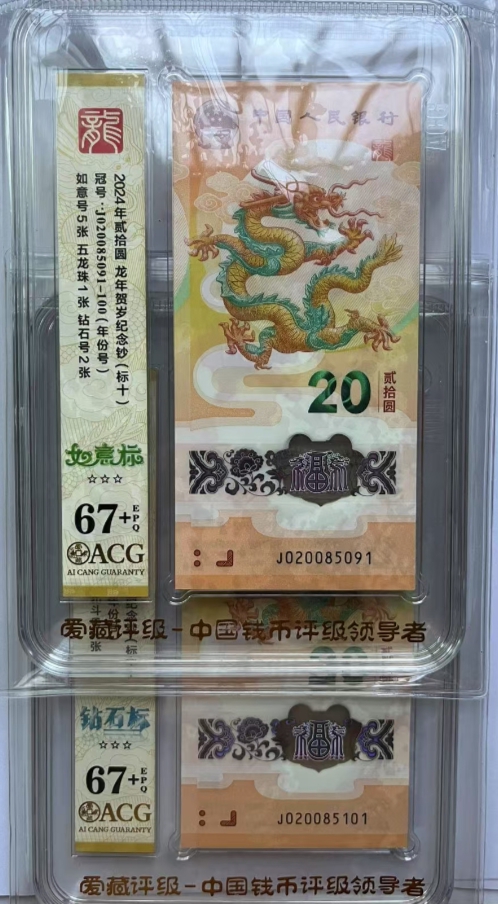 龍
2024年贰拾圆 龙年贺岁纪念钞（标十）
冠号：J020085091-100（年份号）
如意号5张 五龙珠1张 钻石号2张
如意标
☆☆☆
67+ EPQ
ACG
AI CANG GUARANTY
中国人民银行
20
贰拾圆
福
J020085091
爱藏评级-中国钱币评级领导者
钻石标
☆☆☆
67+ EPQ
ACG
AI CANG GUARANTY
20
福
J020085101
爱藏评级-中国钱币评级领导者